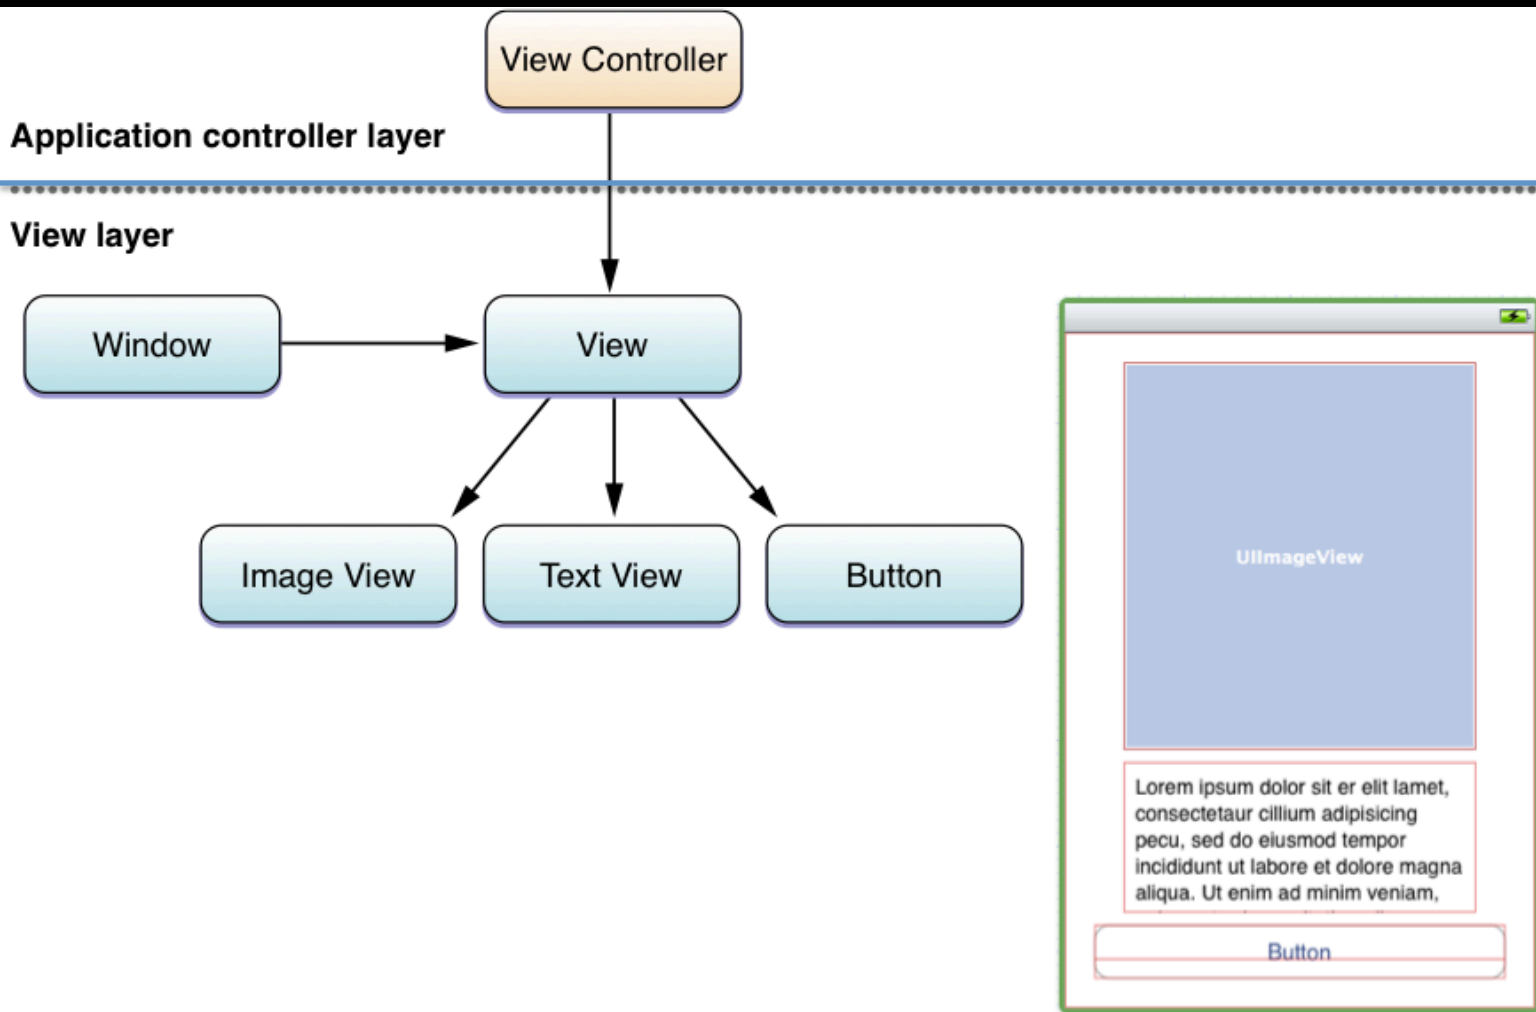 View Controller
Application controller layer
View layer
Window
View
Image View
Text View
Button
UIImageView
Lorem ipsum dolor sit er elit lamet,
consectetaur cillium adipisicing
pecu, sed do eiusmod tempor
incididunt ut labore et dolore magna
aliqua. Ut enim ad minim veniam,
Button